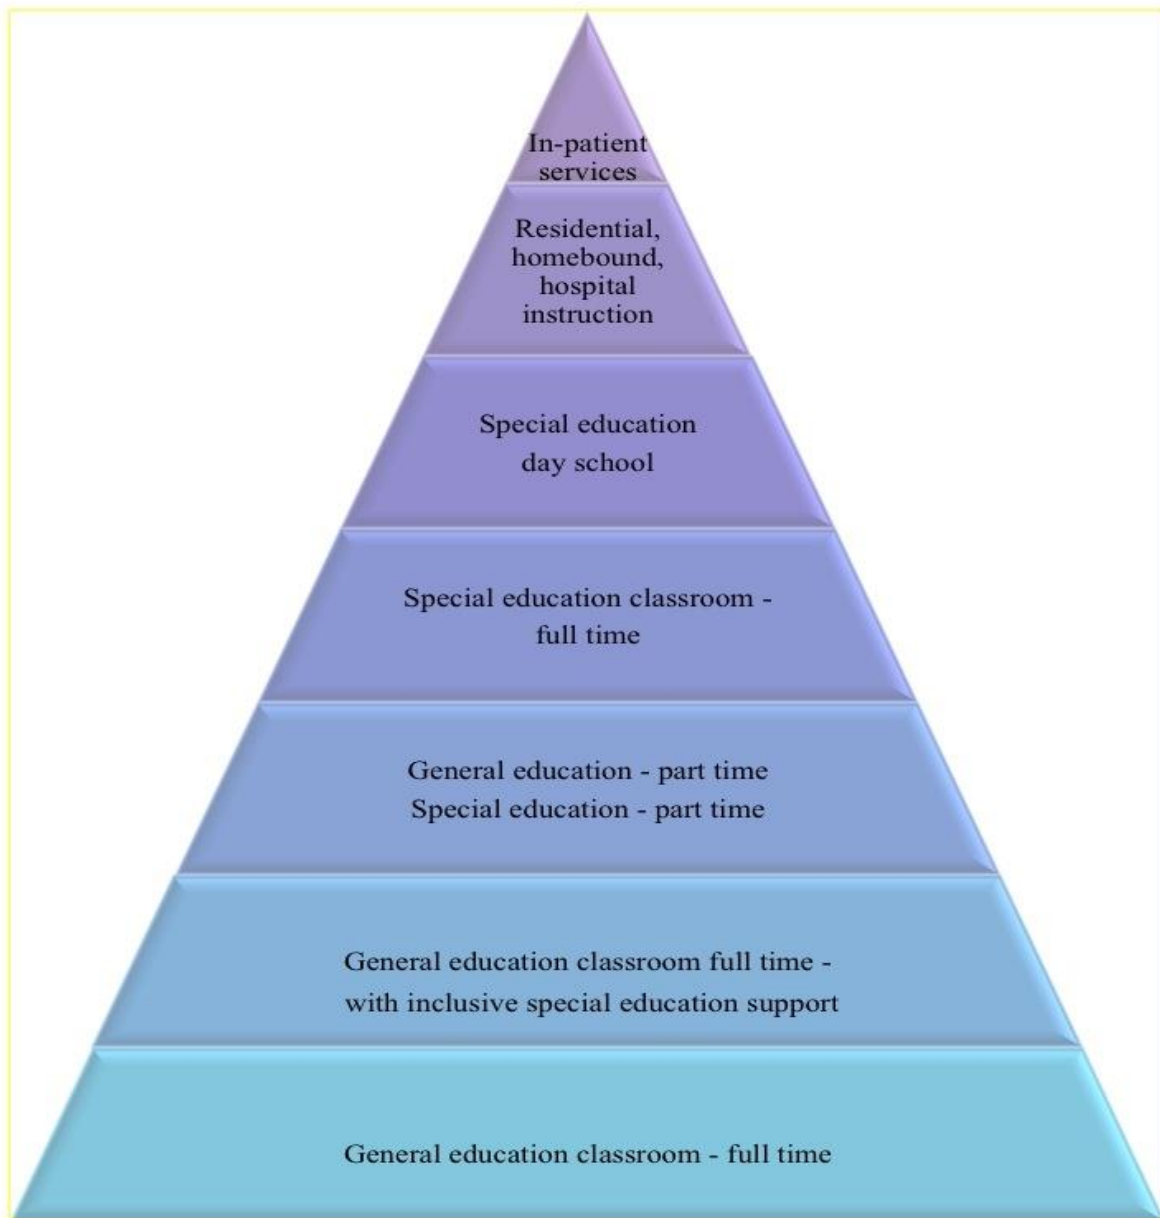 In-patient
services
Residential,
homebound,
hospital
instruction
Special education
day school
Special education classroom -
full time
General education - part time
Special education - part time
General education classroom full time -
with inclusive special education support
General education classroom - full time